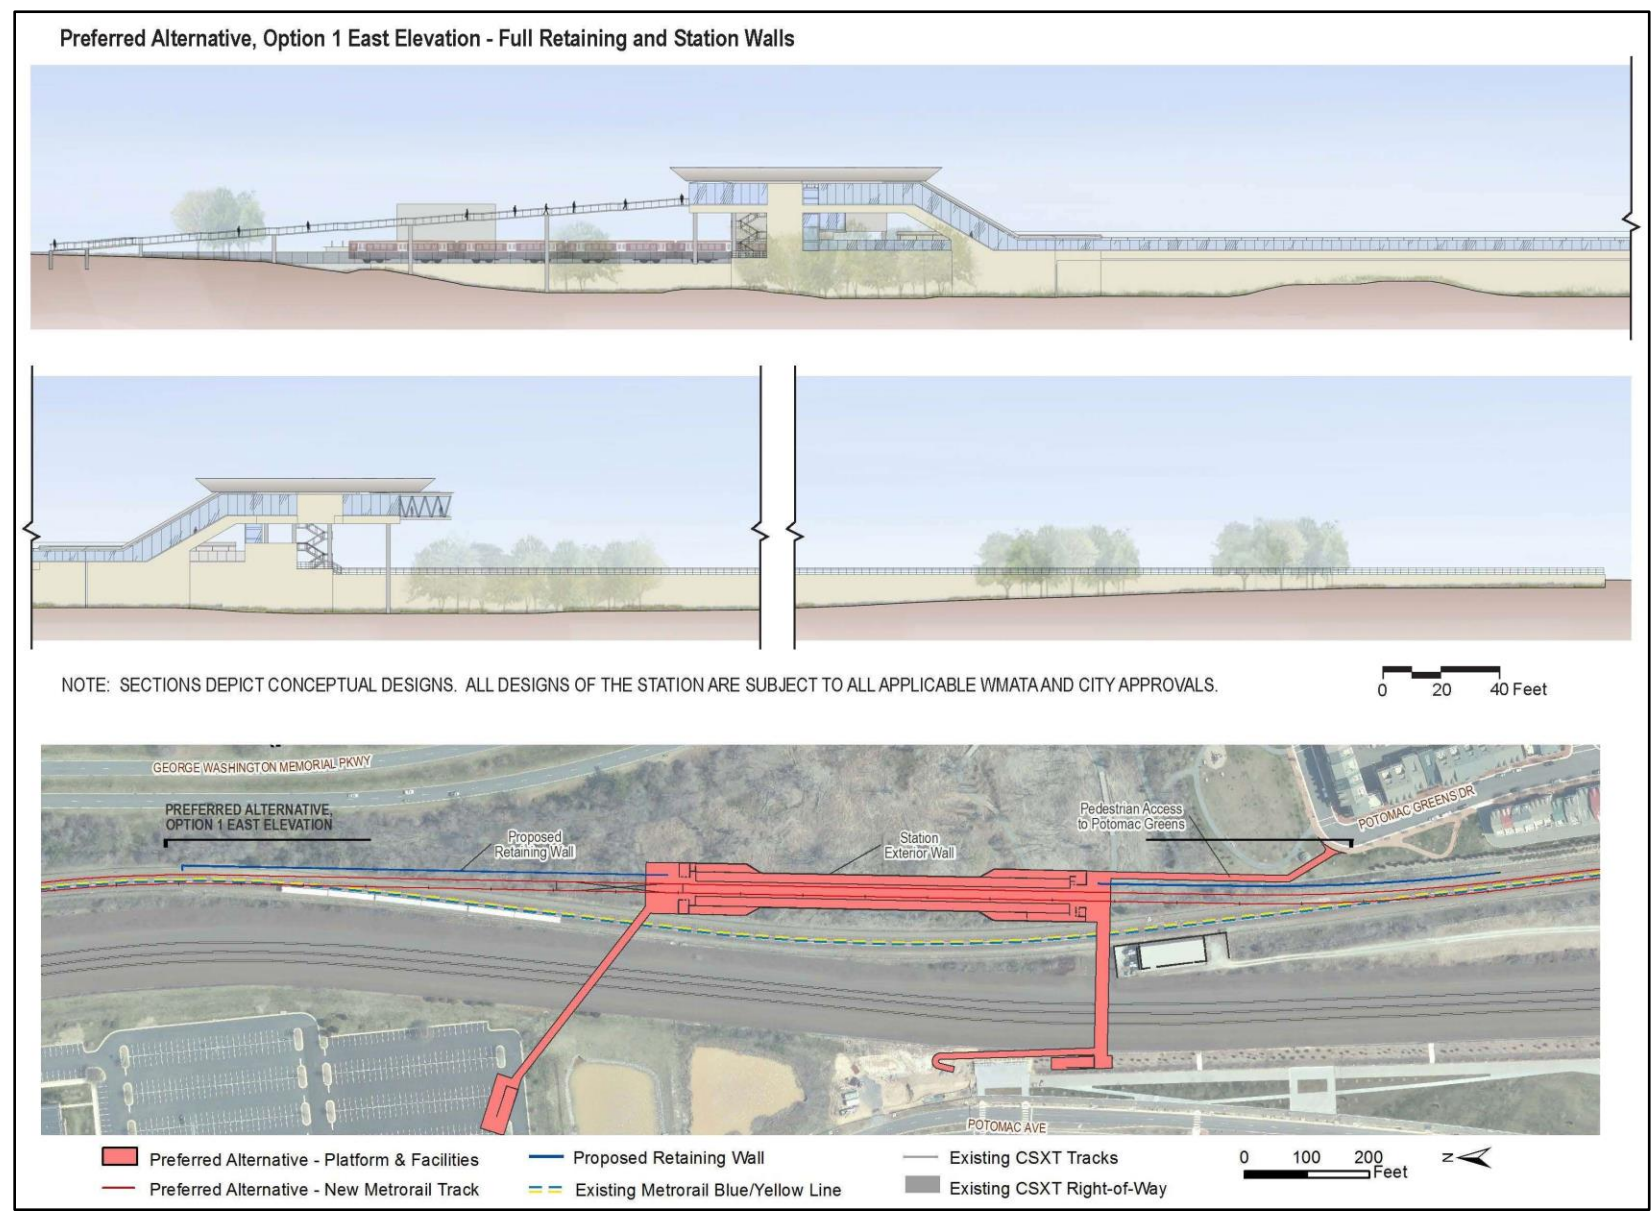 Preferred Alternative, Option 1 East Elevation - Full Retaining and Station Walls
NOTE: SECTIONS DEPICT CONCEPTUAL DESIGNS. ALL DESIGNS OF THE STATION ARE SUBJECT TO ALL APPLICABLE WMATA AND CITY APPROVALS.
0 20 40 Feet
GEORGE WASHINGTON MEMORIAL PKWY
PREFERRED ALTERNATIVE,
OPTION 1 EAST ELEVATION
Proposed
Retaining Wall
Station
Exterior Wall
Pedestrian Access
to Potomac Greens
POTOMAC GREENS DR
POTOMAC AVE
Preferred Alternative - Platform & Facilities
Preferred Alternative - New Metrorail Track
Proposed Retaining Wall
Existing Metrorail Blue/Yellow Line
Existing CSXT Tracks
Existing CSXT Right-of-Way
0 100 200
Feet
N